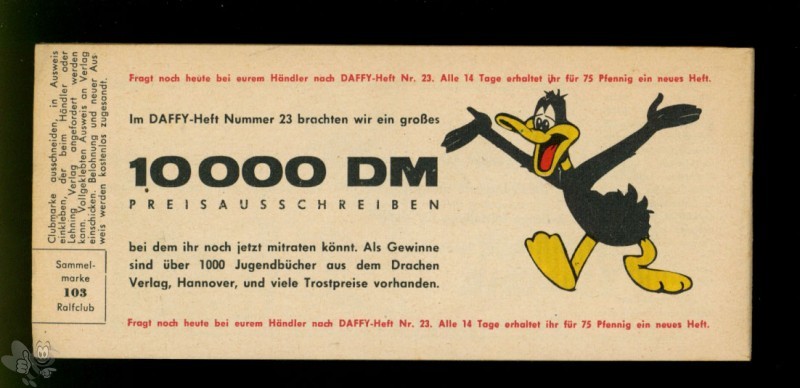 Clubmarke ausschneiden, in Ausweis
einkleben, der beim Händler oder
Lehning Verlag angefordert werden
kann. Vollgeklebten Ausweis an Verlag
einschicken. Belohnung und neuer Aus
weis werden kostenlos zugesandt.
Sammel-
marke
103
Ralfclub
Fragt noch heute bei eurem Händler nach DAFFY-Heft Nr. 23. Alle 14 Tage erhaltet ihr für 75 Pfennig ein neues Heft.
Im DAFFY-Heft Nummer 23 brachten wir ein großes
10000 DM
PREISAUSSCHREIBEN
bei dem ihr noch jetzt mitraten könnt. Als Gewinne
sind über 1000 Jugendbücher aus dem Drachen
Verlag, Hannover, und viele Trostpreise vorhanden.
Fragt noch heute bei eurem Händler nach DAFFY-Heft Nr. 23. Alle 14 Tage erhaltet ihr für 75 Pfennig ein neues Heft.